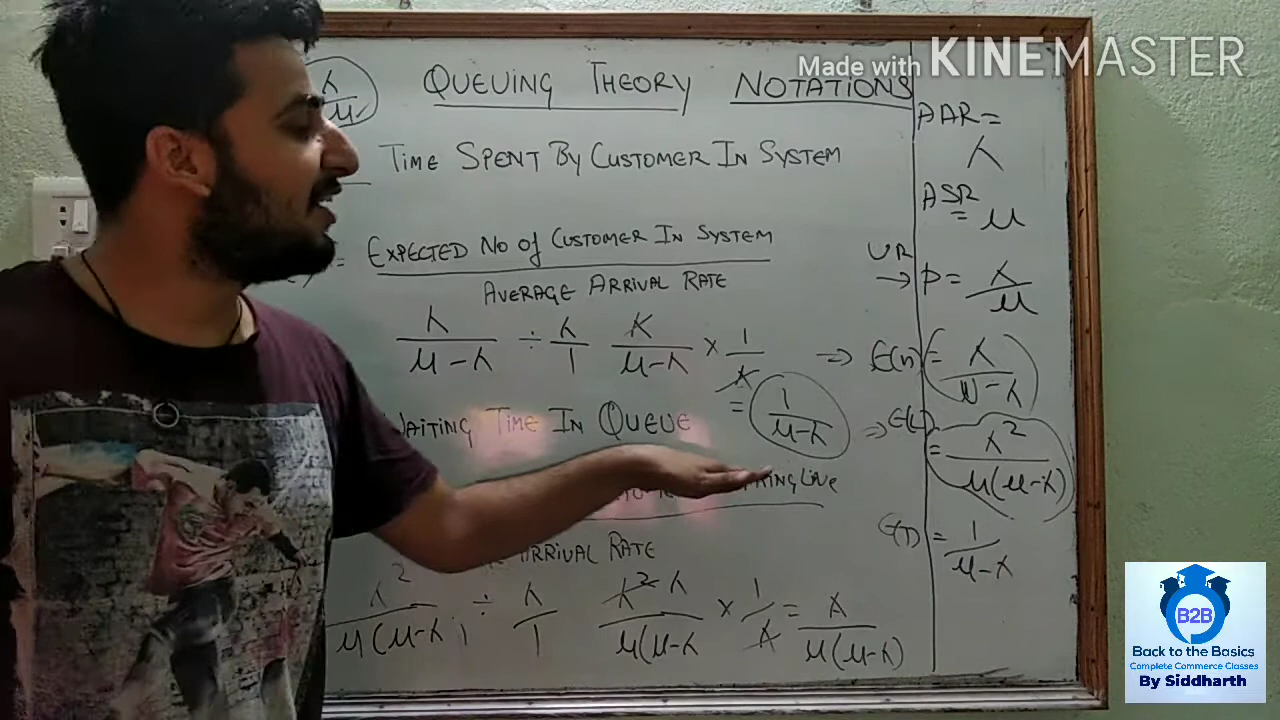 Made with KINEMASTER
λ/μ
QUEUING THEORY NOTATIONS
TIME SPENT BY CUSTOMER IN SYSTEM
= EXPECTED NO of CUSTOMER IN SYSTEM
AVERAGE ARRIVAL RATE
λ/(μ-λ) ÷ λ/1 λ/(μ-λ) × 1/λ
= 1/(μ-λ)
WAITING TIME IN QUEUE
ARRIVAL RATE
λ²/μ(μ-λ) ÷ λ/1 λ² λ/μ(μ-λ × 1/λ = λ/μ(μ-λ)
AAR =
λ
ASR
= μ
UR
→ P = λ/μ
⇒ E(n) = λ/(μ-λ)
⇒ E(L)
= λ²/μ(μ-λ)
E(T) = 1/(μ-λ)
B2B
Back to the Basics
Complete Commerce Classes
By Siddharth